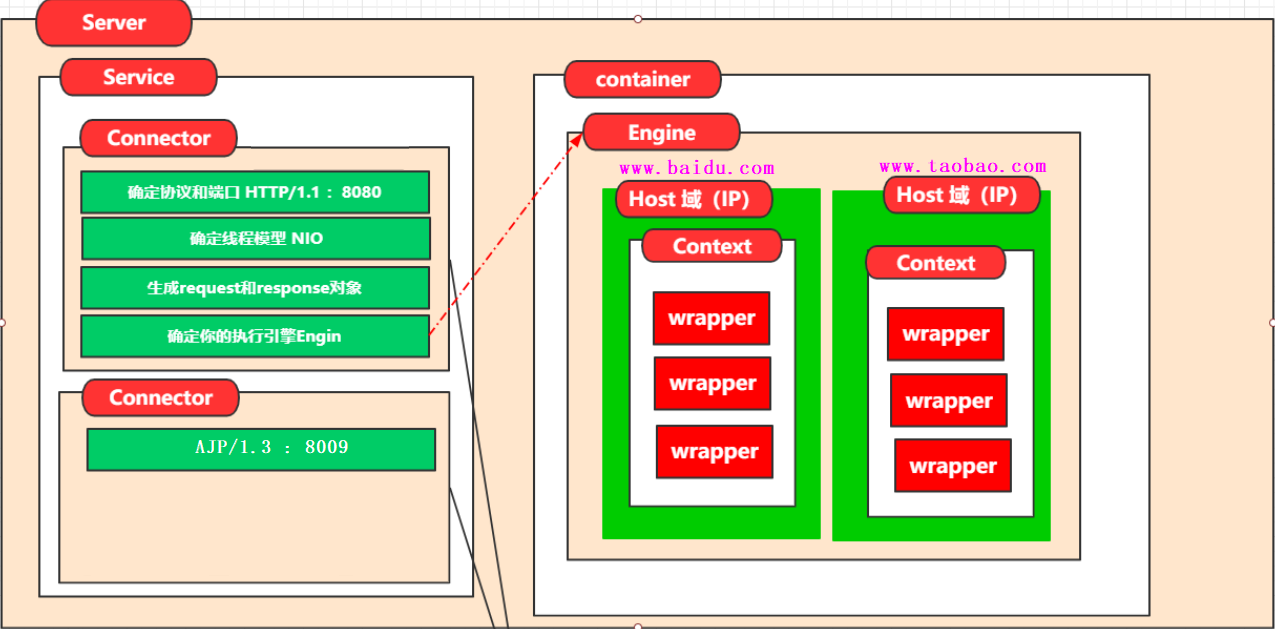 Server
Service
Connector
确定协议和端口 HTTP/1.1 : 8080
确定线程模型 NIO
生成request和response对象
确定你的执行引擎Engin
Connector
AJP/1.3 : 8009
container
Engine
www.baidu.com
Host 域 (IP)
Context
wrapper
wrapper
wrapper
www.taobao.com
Host 域 (IP)
Context
wrapper
wrapper
wrapper